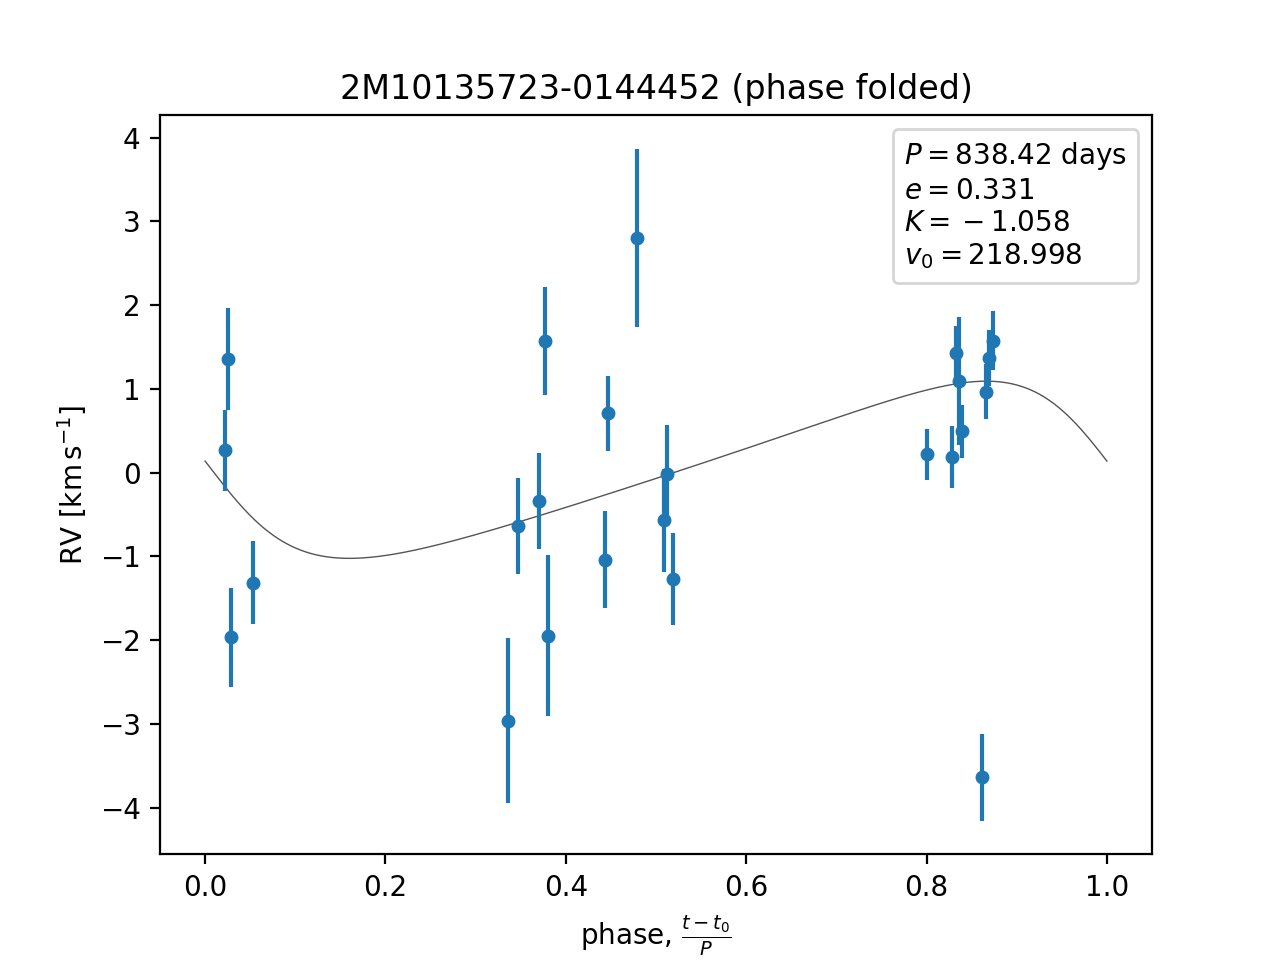 2M10135723-0144452 (phase folded)
P = 838.42 days
e = 0.331
K = −1.058
v₀ = 218.998
4
3
2
1
0
−1
−2
−3
−4
RV [km s⁻¹]
0.0 0.2 0.4 0.6 0.8 1.0
phase, (t − t₀)/P